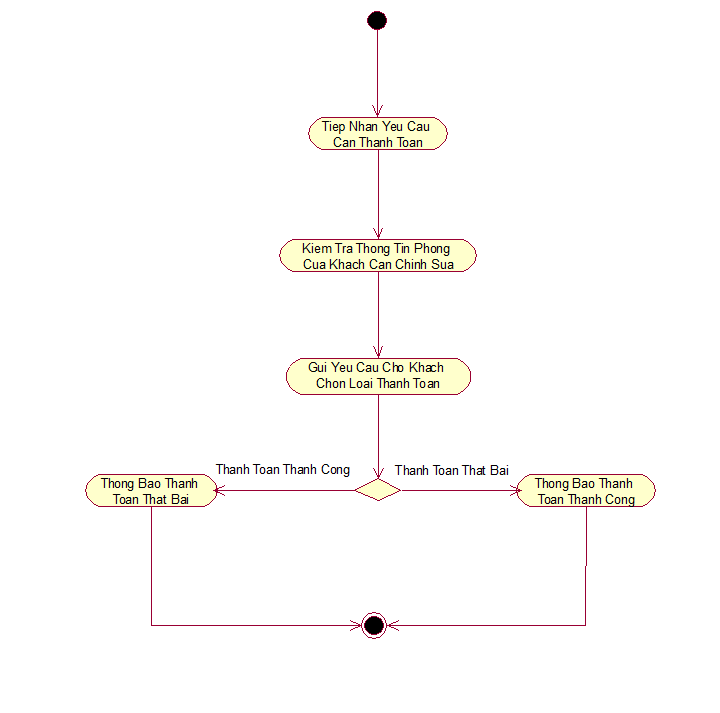 Tiep Nhan Yeu Cau
Can Thanh Toan
Kiem Tra Thong Tin Phong
Cua Khach Can Chinh Sua
Gui Yeu Cau Cho Khach
Chon Loai Thanh Toan
Thanh Toan Thanh Cong
Thanh Toan That Bai
Thong Bao Thanh
Toan That Bai
Thong Bao Thanh
Toan Thanh Cong